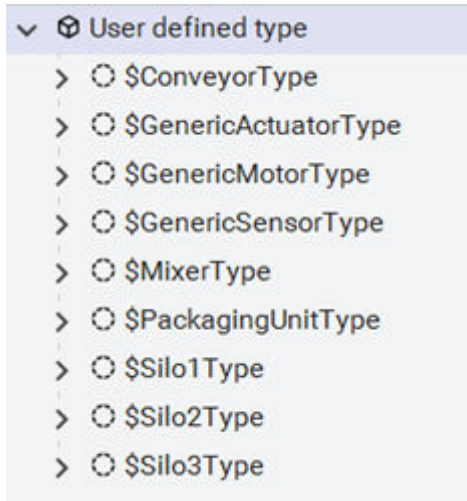 User defined type
$ConveyorType
$GenericActuatorType
$GenericMotorType
$GenericSensorType
$MixerType
$PackagingUnitType
$Silo1Type
$Silo2Type
$Silo3Type